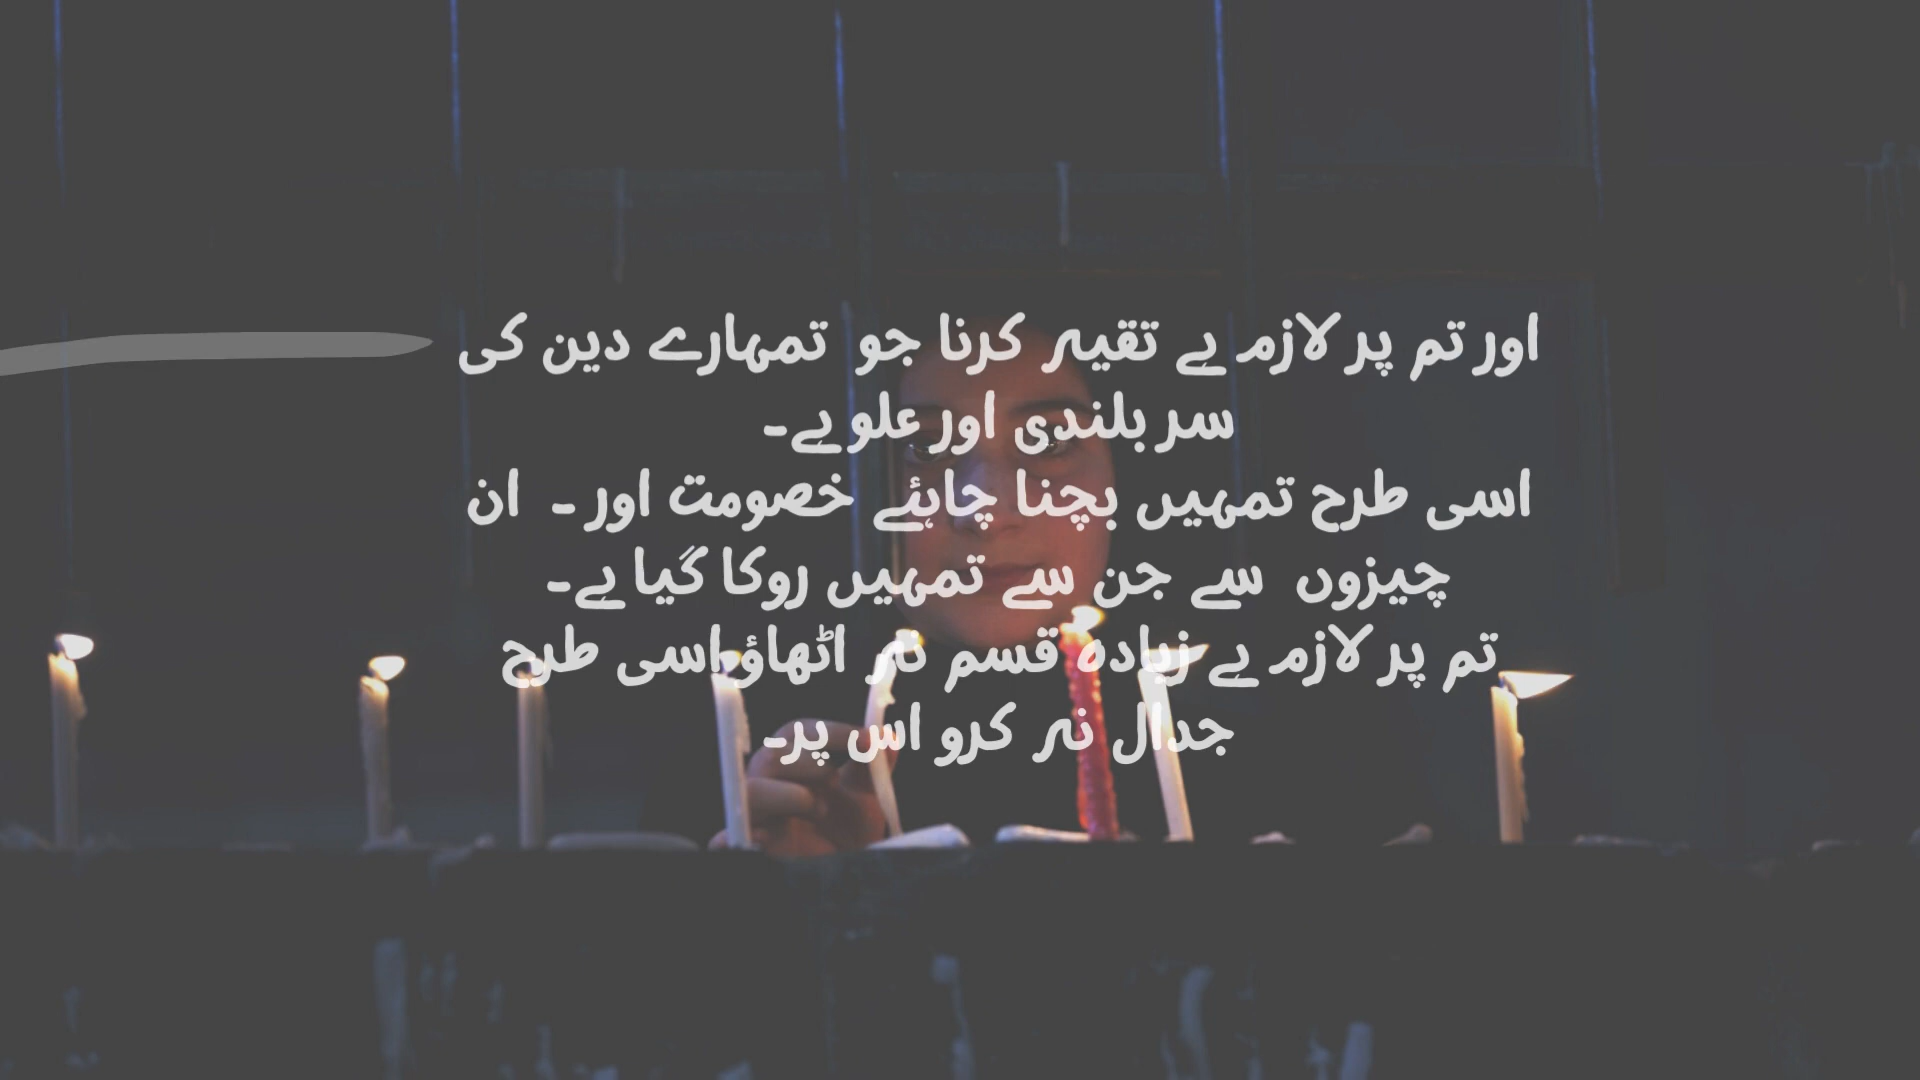 اور تم پر لازم ہے تقیہ کرنا جو تمہارے دین کی
سر بلندی اور علو ہے۔
اسی طرح تمہیں بچنا چاہئے خصومت اور ۔ ان
چیزوں سے جن سے تمہیں روکا گیا ہے۔
تم پر لازم ہے زیادہ قسم نہ اٹھاؤ اسی طرح
جدال نہ کرو اس پر۔